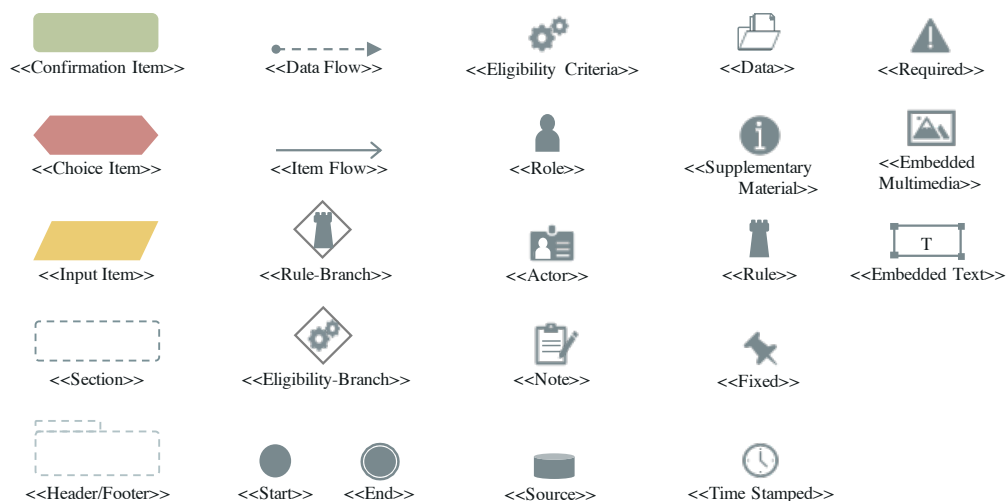 <<Confirmation Item>>
<<Data Flow>>
<<Eligibility Criteria>>
<<Data>>
<<Required>>
<<Choice Item>>
<<Item Flow>>
<<Role>>
<<Supplementary
Material>>
<<Embedded
Multimedia>>
<<Input Item>>
<<Rule-Branch>>
<<Actor>>
<<Rule>>
T
<<Embedded Text>>
<<Section>>
<<Eligibility-Branch>>
<<Note>>
<<Fixed>>
<<Header/Footer>>
<<Start>>
<<End>>
<<Source>>
<<Time Stamped>>